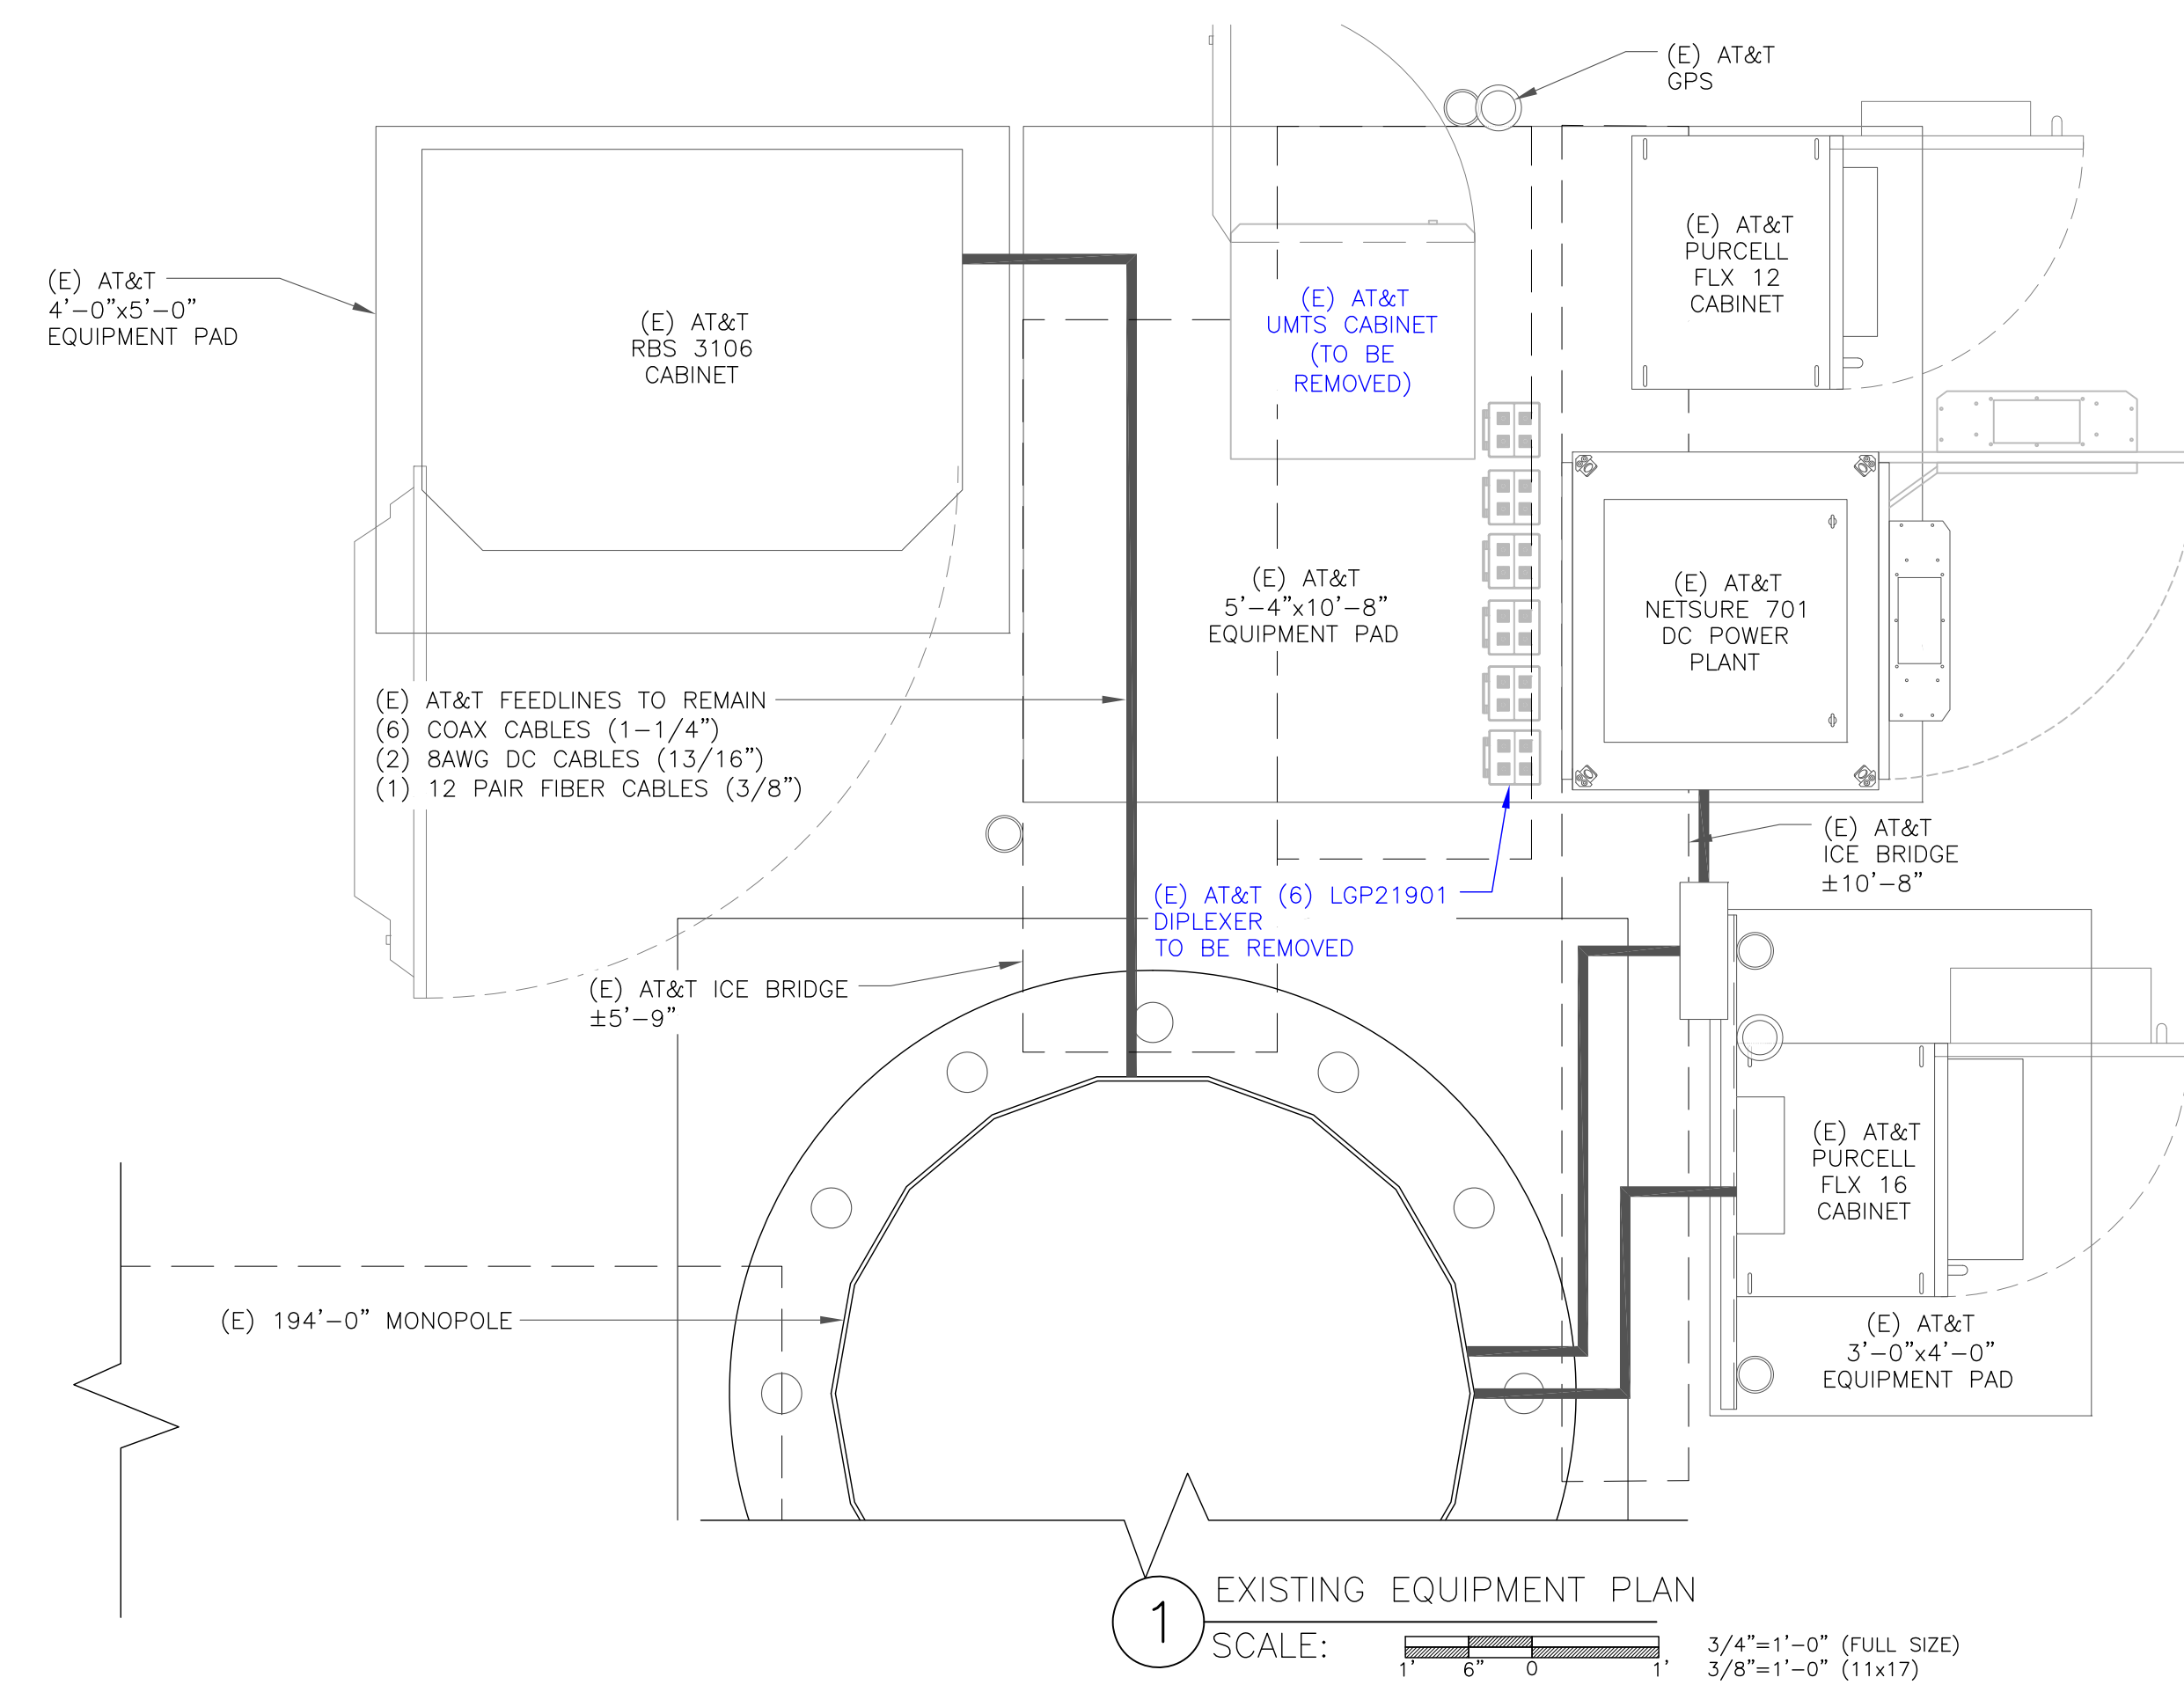 (E) AT&T
GPS
(E) AT&T
PURCELL
FLX 12
CABINET
(E) AT&T
4'-0"x5'-0"
EQUIPMENT PAD
(E) AT&T
RBS 3106
CABINET
(E) AT&T
UMTS CABINET
(TO BE
REMOVED)
(E) AT&T
5'-4"x10'-8"
EQUIPMENT PAD
(E) AT&T
NETSURE 701
DC POWER
PLANT
(E) AT&T FEEDLINES TO REMAIN
(6) COAX CABLES (1-1/4")
(2) 8AWG DC CABLES (13/16")
(1) 12 PAIR FIBER CABLES (3/8")
(E) AT&T
ICE BRIDGE
±10'-8"
(E) AT&T (6) LGP21901
DIPLEXER
TO BE REMOVED
(E) AT&T ICE BRIDGE
±5'-9"
(E) AT&T
PURCELL
FLX 16
CABINET
(E) 194'-0" MONOPOLE
(E) AT&T
3'-0"x4'-0"
EQUIPMENT PAD
1
EXISTING EQUIPMENT PLAN
SCALE:
1' 6" 0 1'
3/4"=1'-0" (FULL SIZE)
3/8"=1'-0" (11x17)